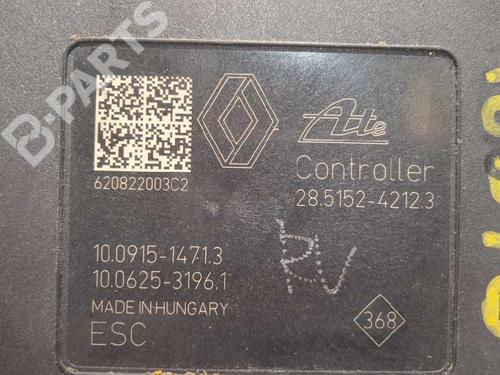 B-PARTS
620822003C2
Ate
Controller
28.5152-4212.3
10.0915-1471.3
10.0625-3196.1
MADE IN HUNGARY
ESC
RV
368